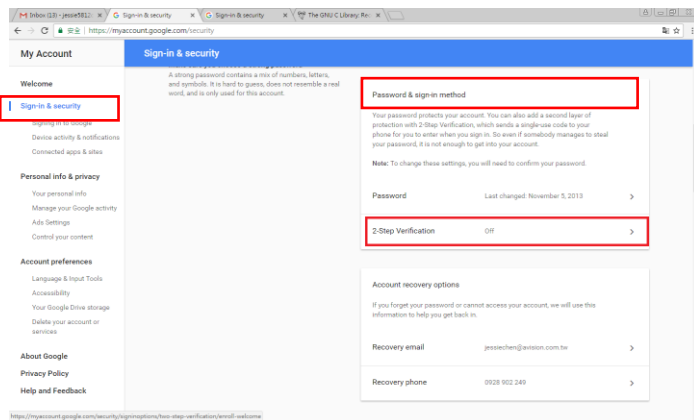 Inbox (13) - jessie5812
Sign-in & security
Sign-in & security
The GNU C Library: Re
安全
https://myaccount.google.com/security
My Account
Sign-in & security
A strong password contains a mix of numbers, letters,
and symbols. It is hard to guess, does not resemble a real
word, and is only used for this account.
Welcome
Sign-in & security
Signing in to Google
Device activity & notifications
Connected apps & sites
Personal info & privacy
Your personal info
Manage your Google activity
Ads Settings
Control your content
Account preferences
Language & Input Tools
Accessibility
Your Google Drive storage
Delete your account or
services
About Google
Privacy Policy
Help and Feedback
Password & sign-in method
Your password protects your account. You can also add a second layer of
protection with 2-Step Verification, which sends a single-use code to your
phone for you to enter when you sign in. So even if somebody manages to steal
your password, it is not enough to get into your account.
Note: To change these settings, you will need to confirm your password.
Password Last changed: November 5, 2013
2-Step Verification Off
Account recovery options
If you forget your password or cannot access your account, we will use this
information to help you get back in.
Recovery email jessiechen@avision.com.tw
Recovery phone 0928 902 249
https://myaccount.google.com/security/signinoptions/two-step-verification/enroll-welcome